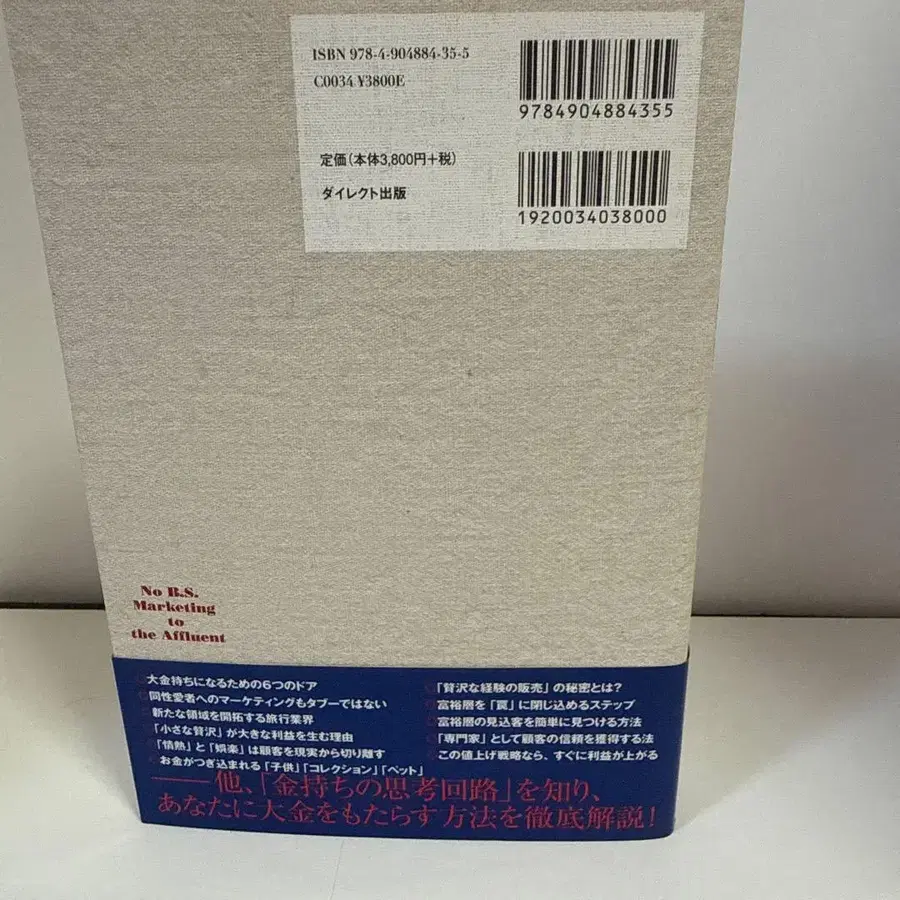 ISBN 978-4-904884-35-5
C0034 ¥3800E
9784904884355
定価(本体3,800円+税)
ダイレクト出版
1920034038000
No B.S.
Marketing
to
the Affluent
大金持ちになるための6つのドア
同性愛者へのマーケティングもタブーではない
新たな領域を開拓する旅行業界
「小さな贅沢」が大きな利益を生む理由
「情熱」と「娯楽」は顧客を現実から切り離す
お金がつぎ込まれる「子供」「コレクション」「ペット」
「贅沢な経験の販売」の秘密とは?
富裕層を「罠」に閉じ込めるステップ
富裕層の見込客を簡単に見つける方法
「専門家」として顧客の信頼を獲得する法
この値上げ戦略なら、すぐに利益が上がる
――他、「金持ちの思考回路」を知り、
あなたに大金をもたらす方法を徹底解説!